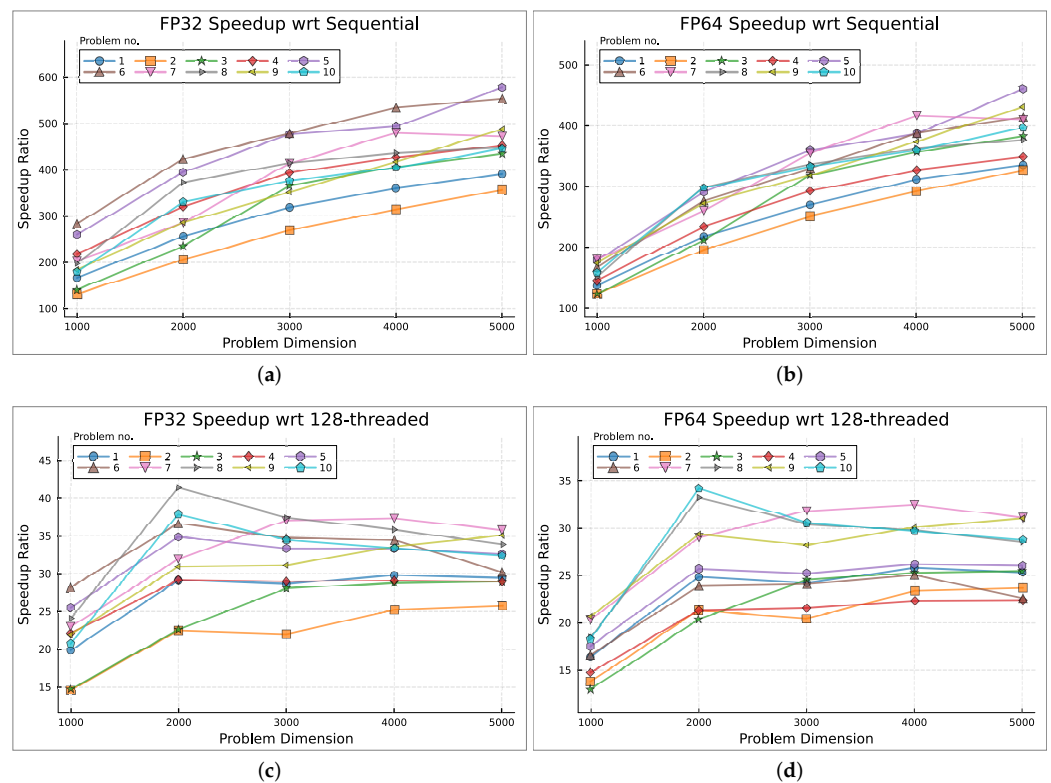 FP32 Speedup wrt Sequential
Problem no.
1 2 3 4 5
6 7 8 9 10
600
500
400
300
200
100
Speedup Ratio
1000 2000 3000 4000 5000
Problem Dimension
(a)
FP64 Speedup wrt Sequential
Problem no.
1 2 3 4 5
6 7 8 9 10
500
400
300
200
100
Speedup Ratio
1000 2000 3000 4000 5000
Problem Dimension
(b)
FP32 Speedup wrt 128-threaded
Problem no.
1 2 3 4 5
6 7 8 9 10
45
40
35
30
25
20
15
Speedup Ratio
1000 2000 3000 4000 5000
Problem Dimension
(c)
FP64 Speedup wrt 128-threaded
Problem no.
1 2 3 4 5
6 7 8 9 10
35
30
25
20
15
Speedup Ratio
1000 2000 3000 4000 5000
Problem Dimension
(d)